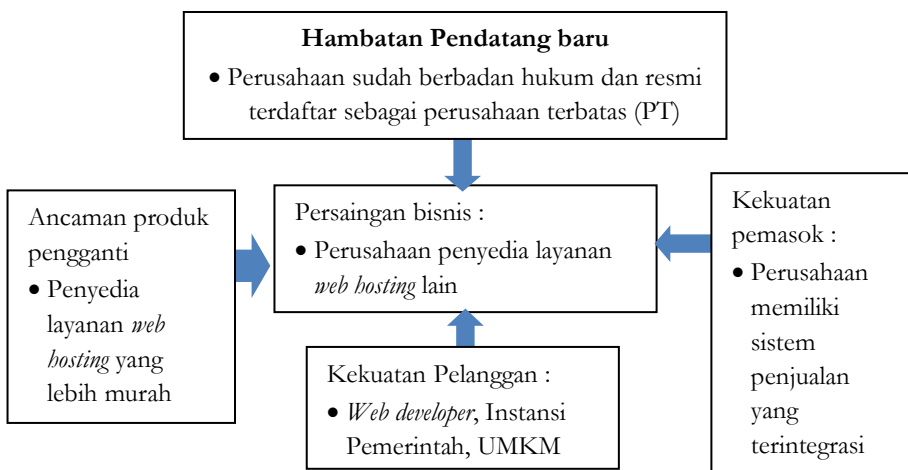 Hambatan Pendatang baru
• Perusahaan sudah berbadan hukum dan resmi
terdaftar sebagai perusahaan terbatas (PT)
Ancaman produk
pengganti
• Penyedia
layanan web
hosting yang
lebih murah
Persaingan bisnis :
• Perusahaan penyedia layanan
web hosting lain
Kekuatan
pemasok :
• Perusahaan
memiliki
sistem
penjualan
yang
terintegrasi
Kekuatan Pelanggan :
• Web developer, Instansi
Pemerintah, UMKM